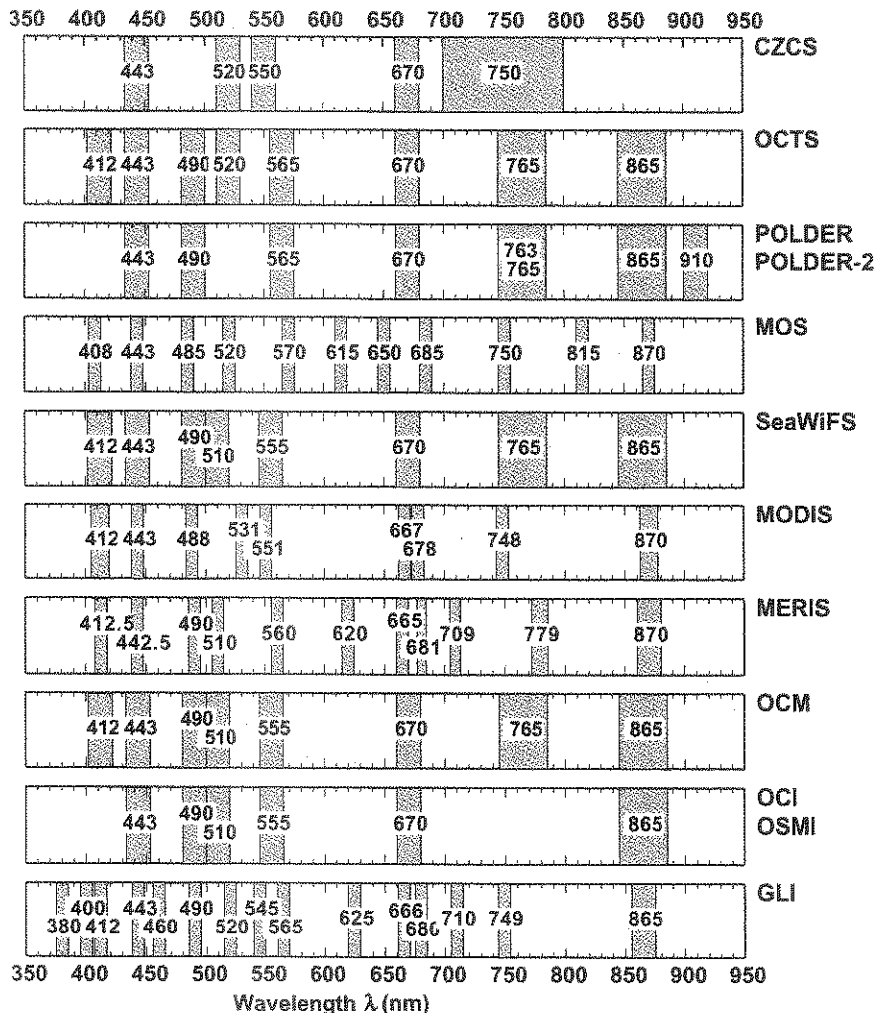 350 400 450 500 550 600 650 700 750 800 850 900 950
CZCS
443 520 550 670 750
OCTS
412 443 490 520 565 670 765 865
POLDER
POLDER-2
443 490 565 670 763 765 865 910
MOS
408 443 485 520 570 615 650 685 750 815 870
SeaWiFS
412 443 490 510 555 670 765 865
MODIS
412 443 488 531 551 667 678 748 870
MERIS
412.5 442.5 490 510 560 620 665 681 709 779 870
OCM
412 443 490 510 555 670 765 865
OCI
OSMI
443 490 510 555 670 865
GLI
380 400 412 443 460 490 520 545 565 625 666 680 710 749 865
350 400 450 500 550 600 650 700 750 800 850 900 950
Wavelength λ (nm)